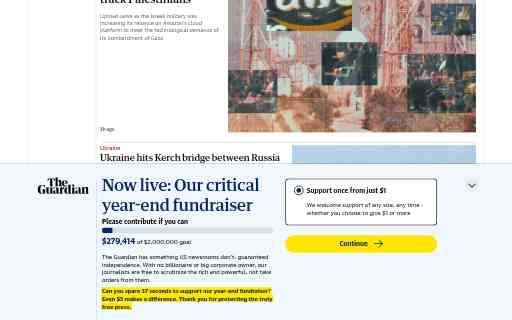 track Palestinians
Uproar came as the Israeli military was
increasing its reliance on Amazon's cloud
platform to meet the technological demands of
its bombardment of Gaza
1h ago
Ukraine
Ukraine hits Kerch bridge between Russia
The
Guardian
Now live: Our critical
year-end fundraiser
Please contribute if you can
$279,414 of $2,000,000 goal
The Guardian has something US newsrooms don't: guaranteed
independence. With no billionaire or big corporate owner, our
journalists are free to scrutinise the rich and powerful, not take
orders from them.
Can you spare 37 seconds to support our year-end fundraiser?
Even $3 makes a difference. Thank you for protecting the truly
free press.
Support once from just $1
We welcome support of any size, any time -
whether you choose to give $1 or more
Continue →